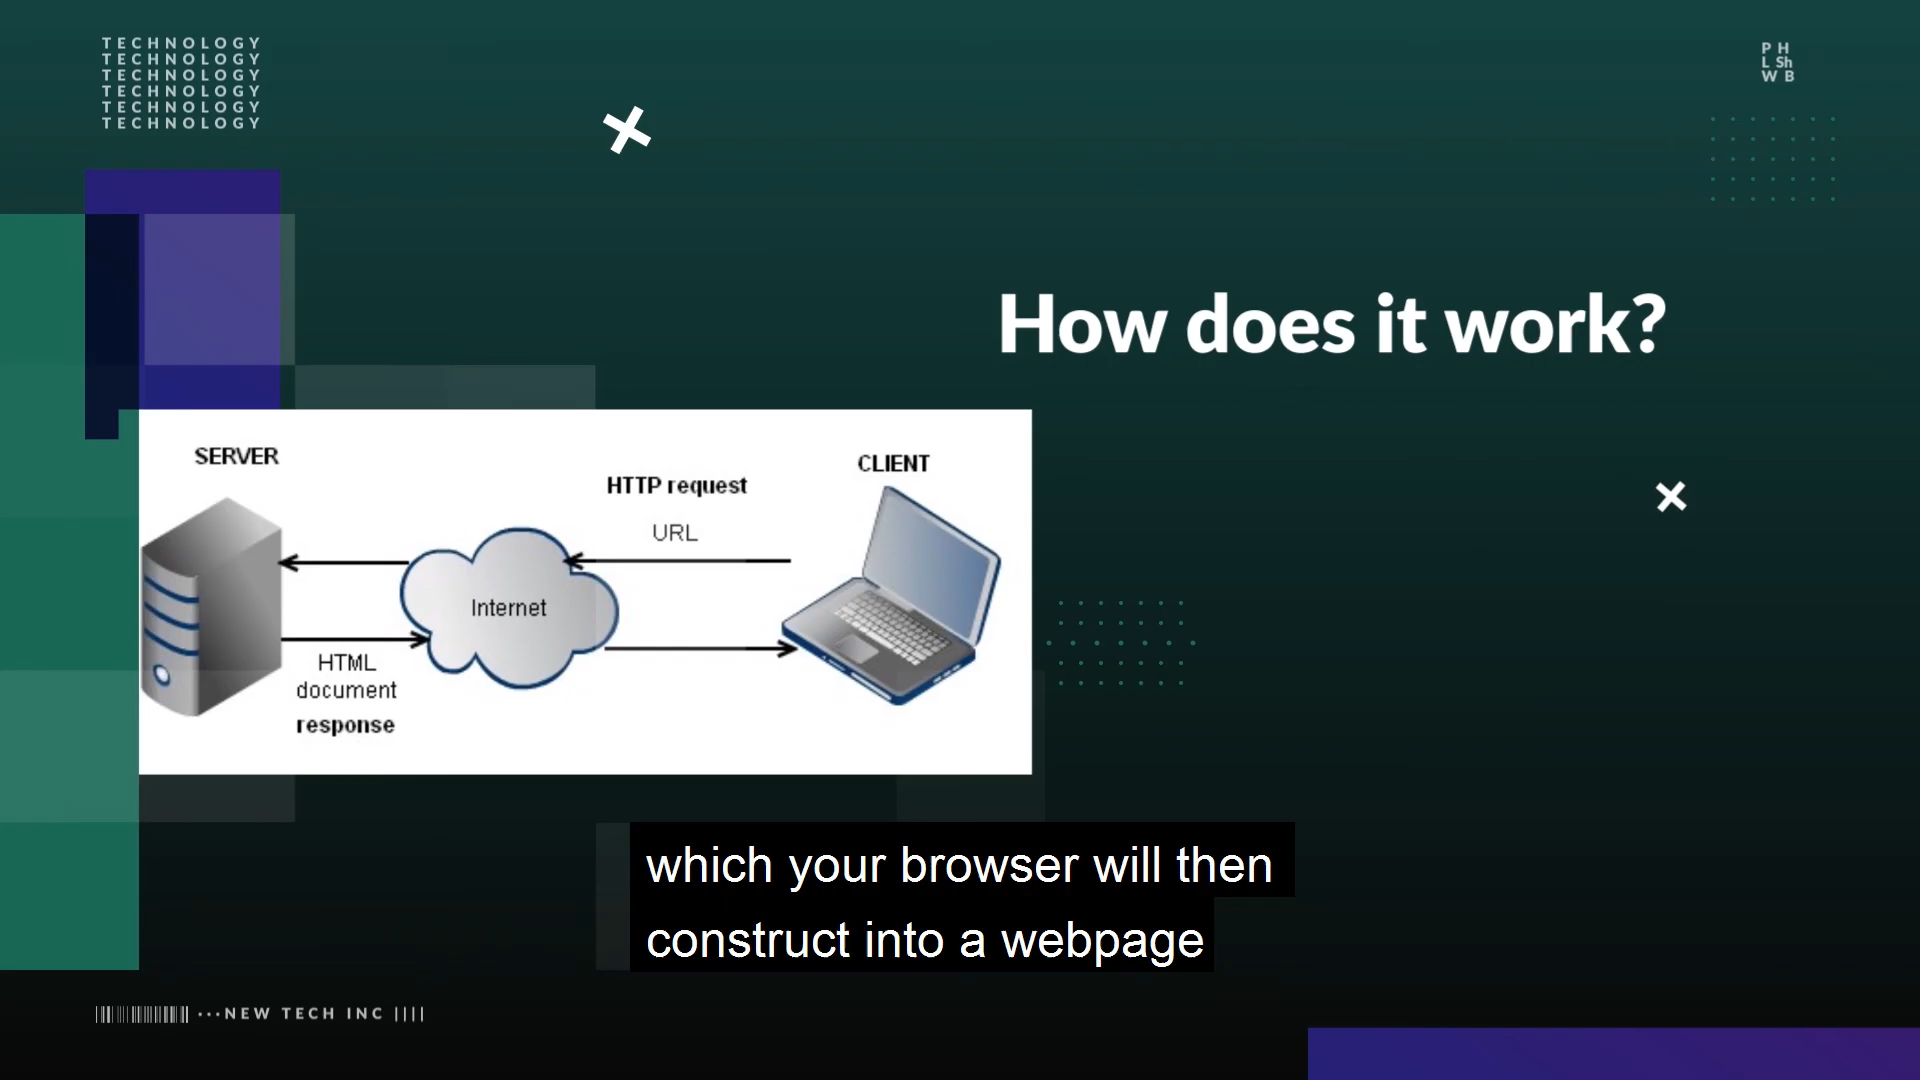 TECHNOLOGY
TECHNOLOGY
TECHNOLOGY
TECHNOLOGY
TECHNOLOGY
TECHNOLOGY
P H
L Sh
W B
How does it work?
SERVER
CLIENT
HTTP request
URL
Internet
HTML
document
response
which your browser will then
construct into a webpage
···NEW TECH INC ||||